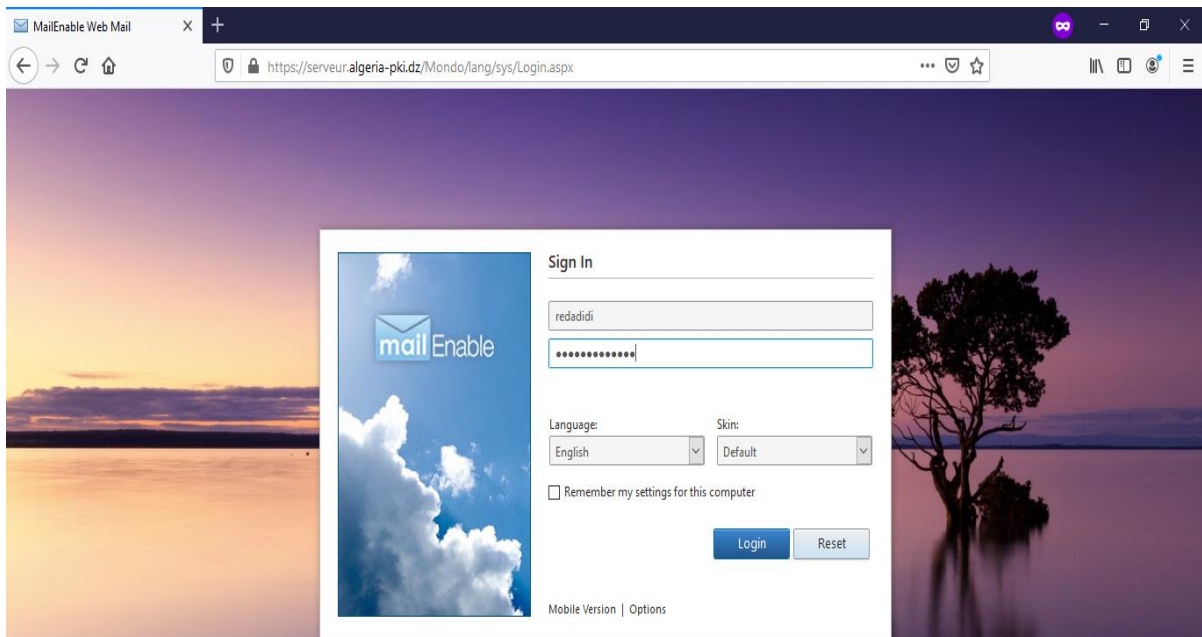 MailEnable Web Mail
https://serveur.algeria-pki.dz/Mondo/lang/sys/Login.aspx
mail Enable
Sign In
redadidi
•••••••••••••
Language:
Skin:
English
Default
Remember my settings for this computer
Login
Reset
Mobile Version | Options